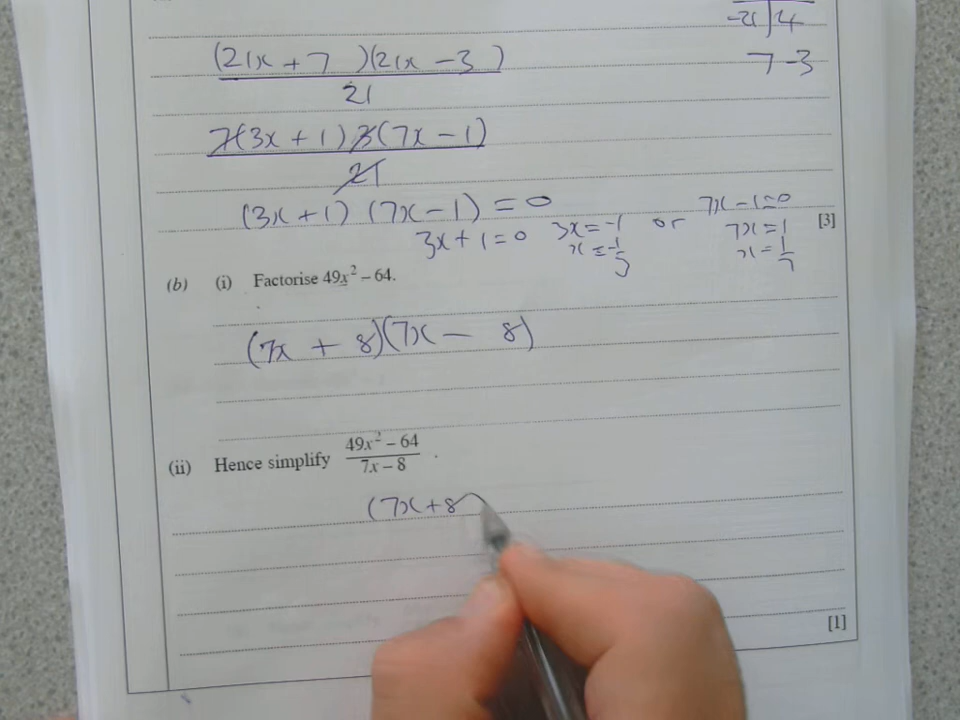 -21 4
(21x + 7 )(21x - 3 )
7 -3
21
7(3x + 1) 3(7x - 1)
21
(3x + 1) (7x - 1) = 0
3x + 1 = 0 3x = -1 or 7x - 1 = 0
x = -1/3 7x = 1
x = 1/7
[3]
(b) (i) Factorise 49x² – 64.
(7x + 8)(7x - 8)
(ii) Hence simplify 49x² – 64 / 7x – 8 .
(7x + 8)
[1]